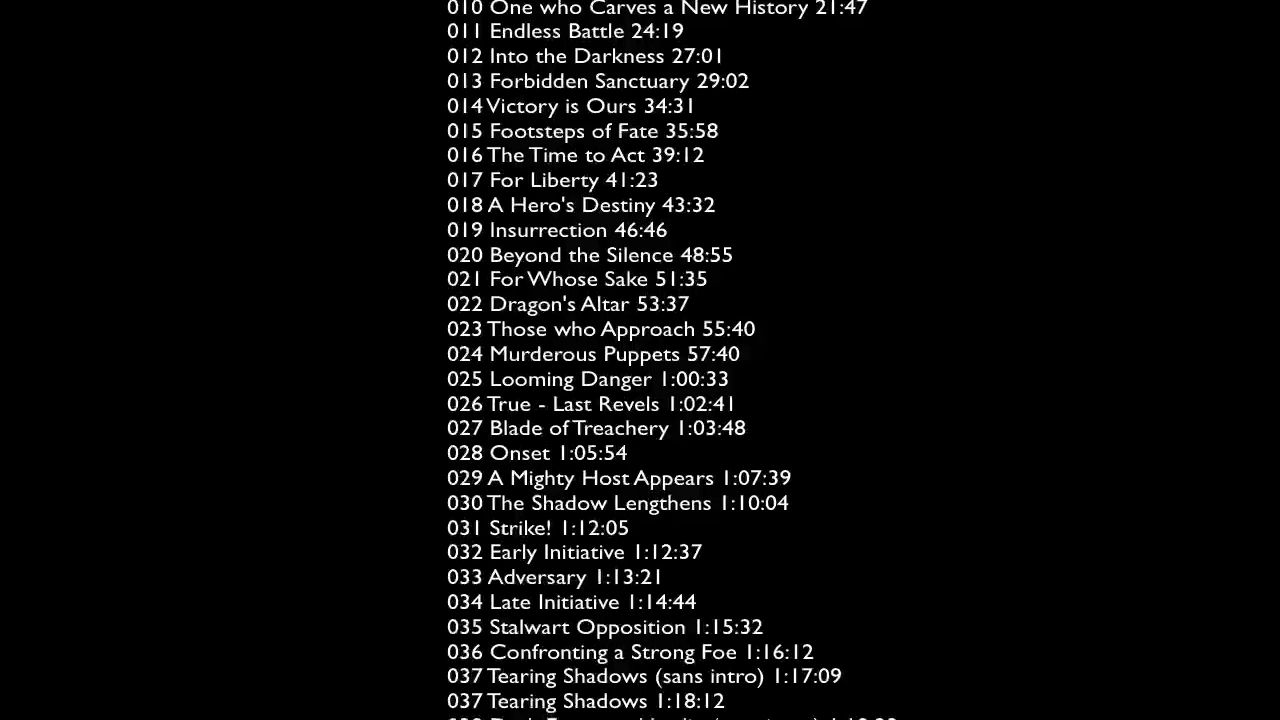 010 One who Carves a New History 21:47
011 Endless Battle 24:19
012 Into the Darkness 27:01
013 Forbidden Sanctuary 29:02
014 Victory is Ours 34:31
015 Footsteps of Fate 35:58
016 The Time to Act 39:12
017 For Liberty 41:23
018 A Hero's Destiny 43:32
019 Insurrection 46:46
020 Beyond the Silence 48:55
021 For Whose Sake 51:35
022 Dragon's Altar 53:37
023 Those who Approach 55:40
024 Murderous Puppets 57:40
025 Looming Danger 1:00:33
026 True - Last Revels 1:02:41
027 Blade of Treachery 1:03:48
028 Onset 1:05:54
029 A Mighty Host Appears 1:07:39
030 The Shadow Lengthens 1:10:04
031 Strike! 1:12:05
032 Early Initiative 1:12:37
033 Adversary 1:13:21
034 Late Initiative 1:14:44
035 Stalwart Opposition 1:15:32
036 Confronting a Strong Foe 1:16:12
037 Tearing Shadows (sans intro) 1:17:09
037 Tearing Shadows 1:18:12